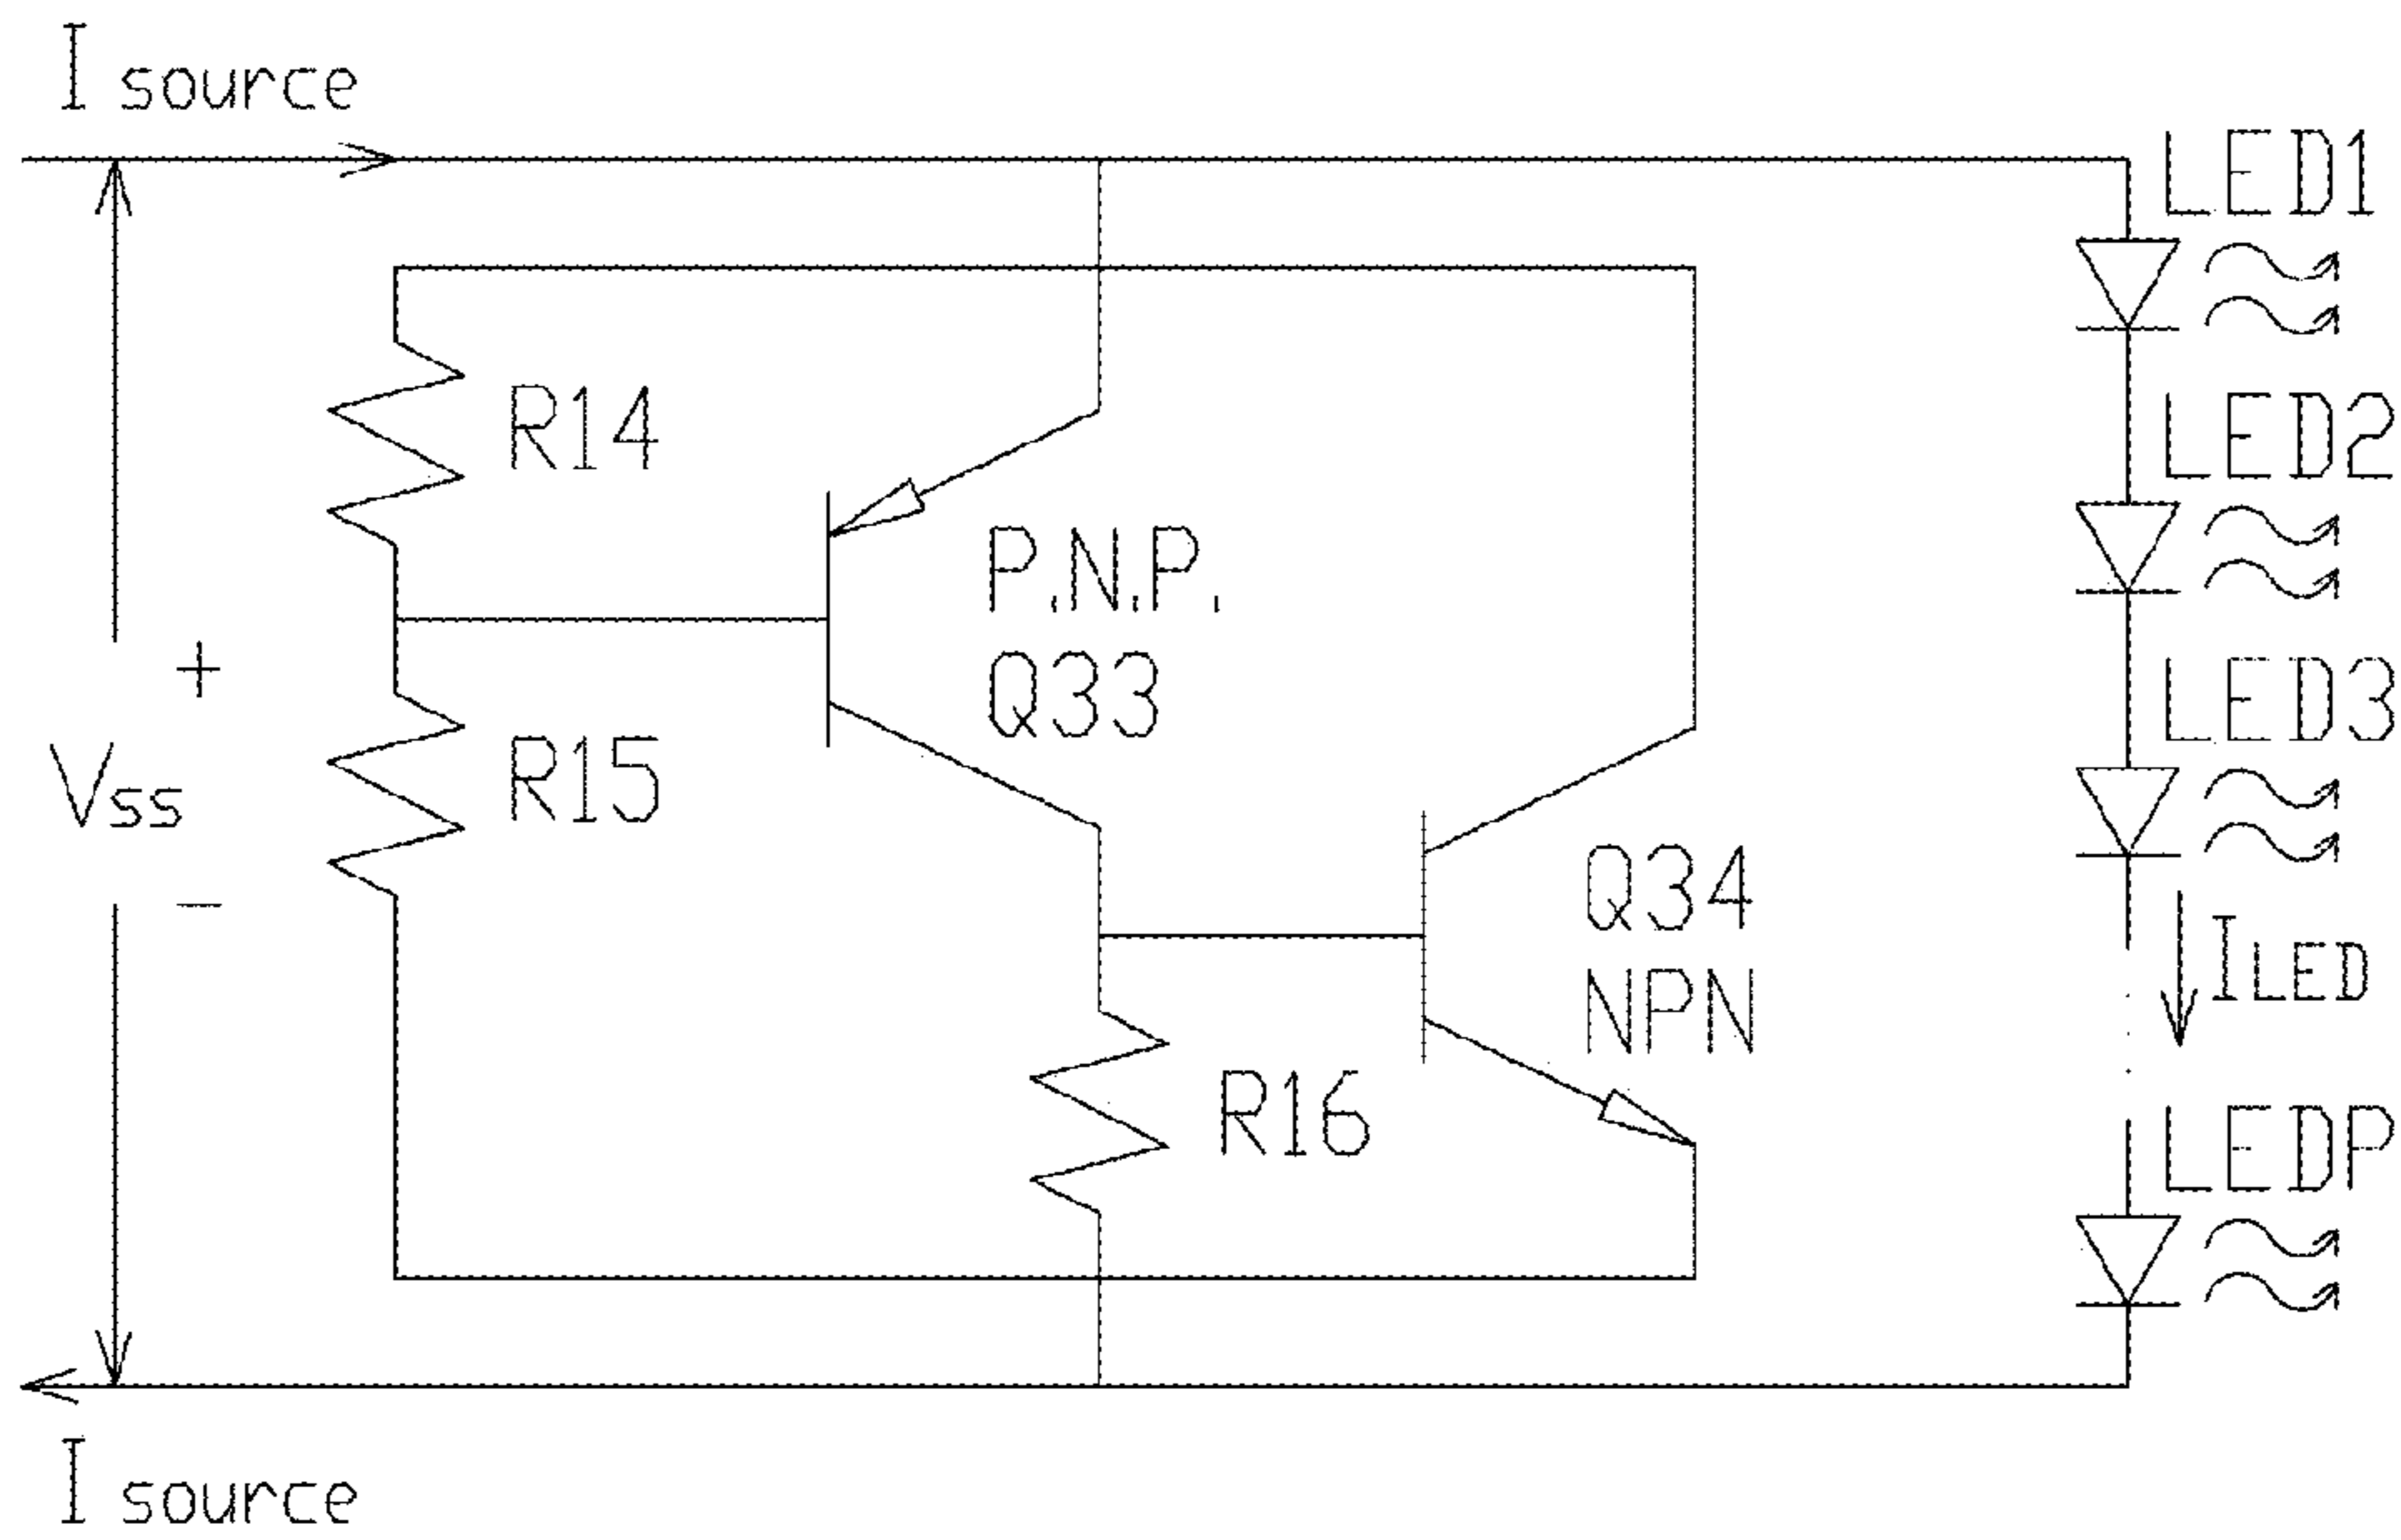 I source
LED1
LED2
R14
P.N.P.
Q33
LED3
+
Vss
R15
−
Q34
NPN
ILED
R16
LEDP
I source